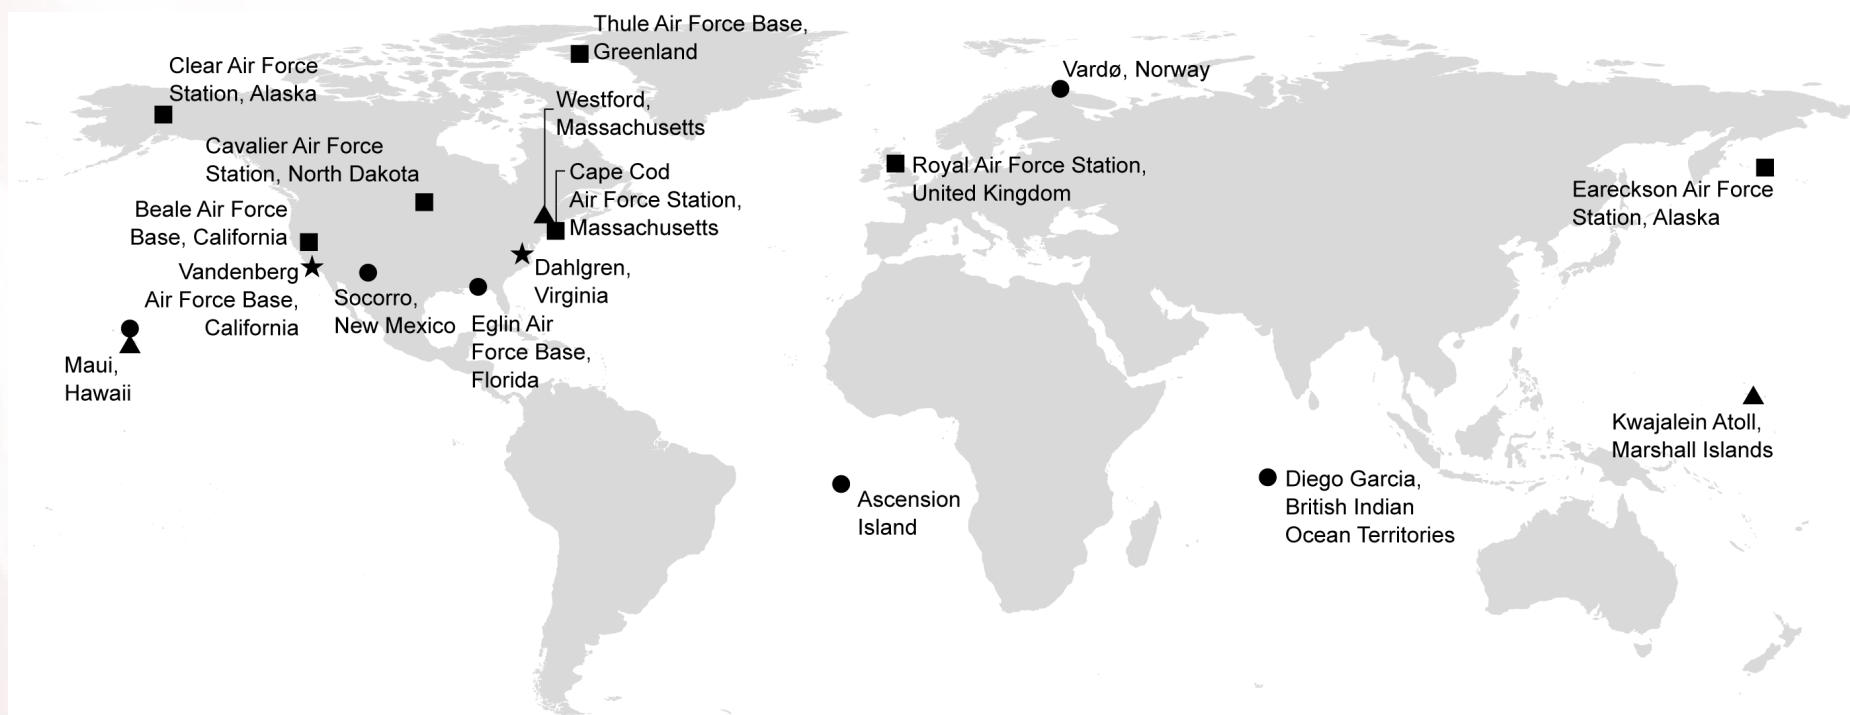 Thule Air Force Base,
Greenland
Clear Air Force
Station, Alaska
Vardø, Norway
Westford,
Massachusetts
Cavalier Air Force
Station, North Dakota
Cape Cod
Air Force Station,
Massachusetts
Royal Air Force Station,
United Kingdom
Eareckson Air Force
Station, Alaska
Beale Air Force
Base, California
Vandenberg
Air Force Base,
California
Dahlgren,
Virginia
Socorro,
New Mexico
Eglin Air
Force Base,
Florida
Maui,
Hawaii
Kwajalein Atoll,
Marshall Islands
Ascension
Island
Diego Garcia,
British Indian
Ocean Territories